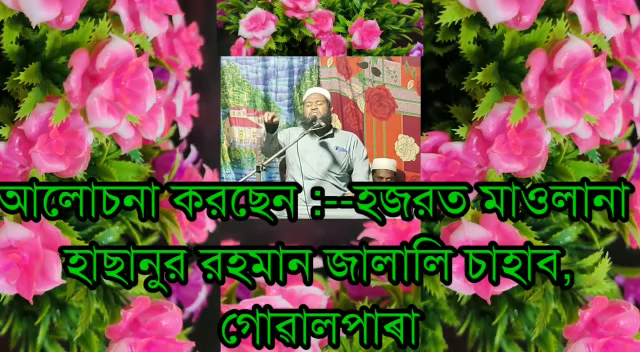 আলোচনা করছেন :--হজরত মাওলানা
হাছানুর রহমান জালালি চাহাব,
গোৱালপাৰা